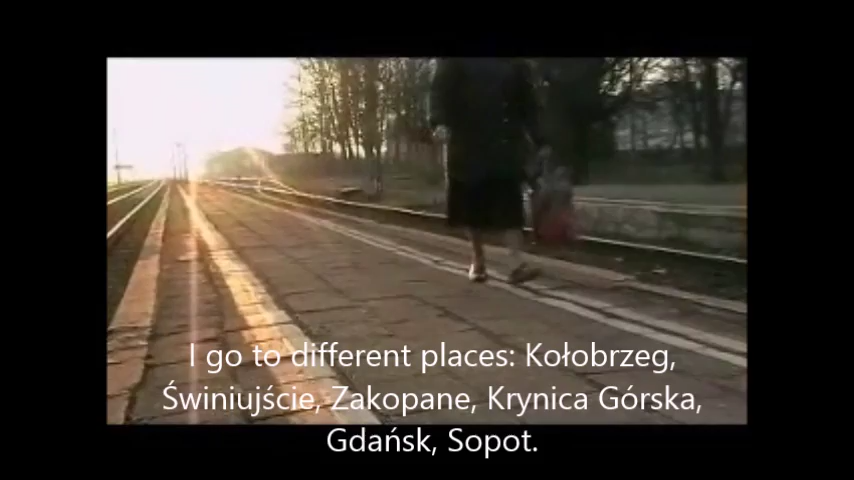 I go to different places: Kołobrzeg,
Świniujście, Zakopane, Krynica Górska,
Gdańsk, Sopot.